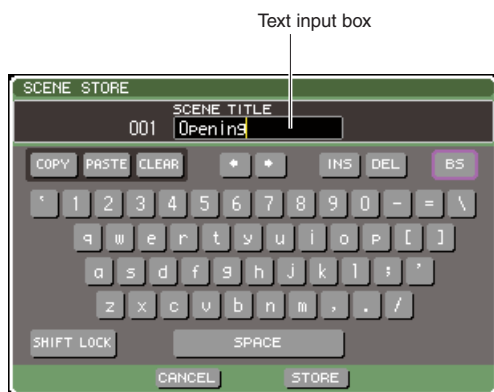 Text input box
SCENE STORE
SCENE TITLE
001 Opening
COPY PASTE CLEAR INS DEL BS
` 1 2 3 4 5 6 7 8 9 0 - = \
q w e r t y u i o p [ ]
a s d f g h j k l ; '
z x c v b n m , . /
SHIFT LOCK SPACE
CANCEL STORE